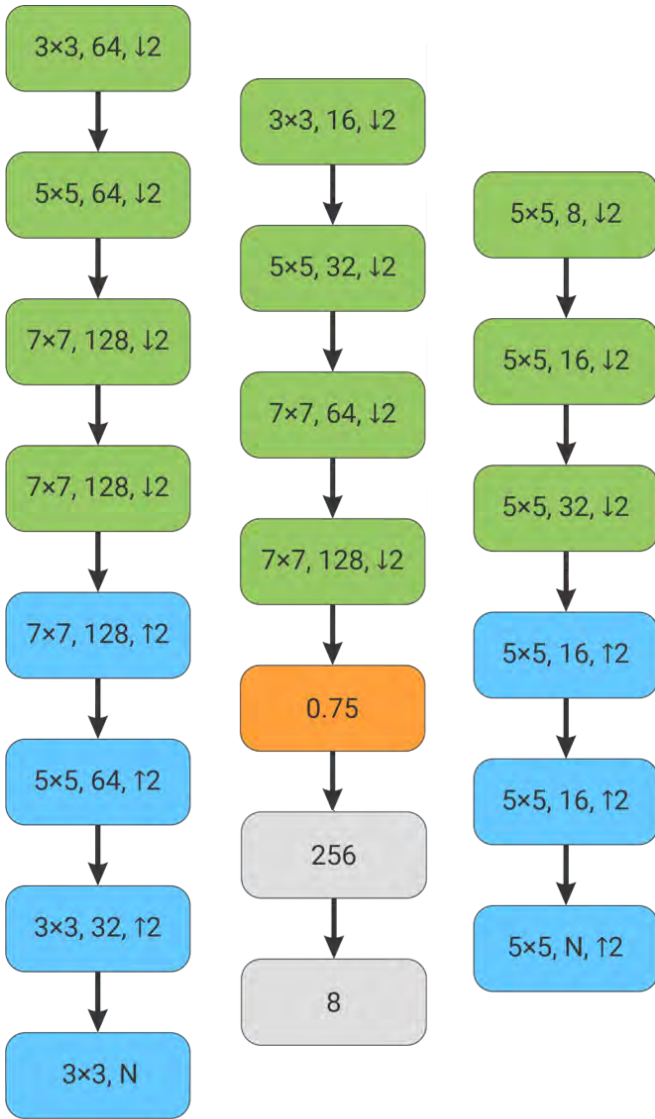 3×3, 64, ↓2
5×5, 64, ↓2
7×7, 128, ↓2
7×7, 128, ↓2
7×7, 128, ↑2
5×5, 64, ↑2
3×3, 32, ↑2
3×3, N
3×3, 16, ↓2
5×5, 32, ↓2
7×7, 64, ↓2
7×7, 128, ↓2
0.75
256
8
5×5, 8, ↓2
5×5, 16, ↓2
5×5, 32, ↓2
5×5, 16, ↑2
5×5, 16, ↑2
5×5, N, ↑2